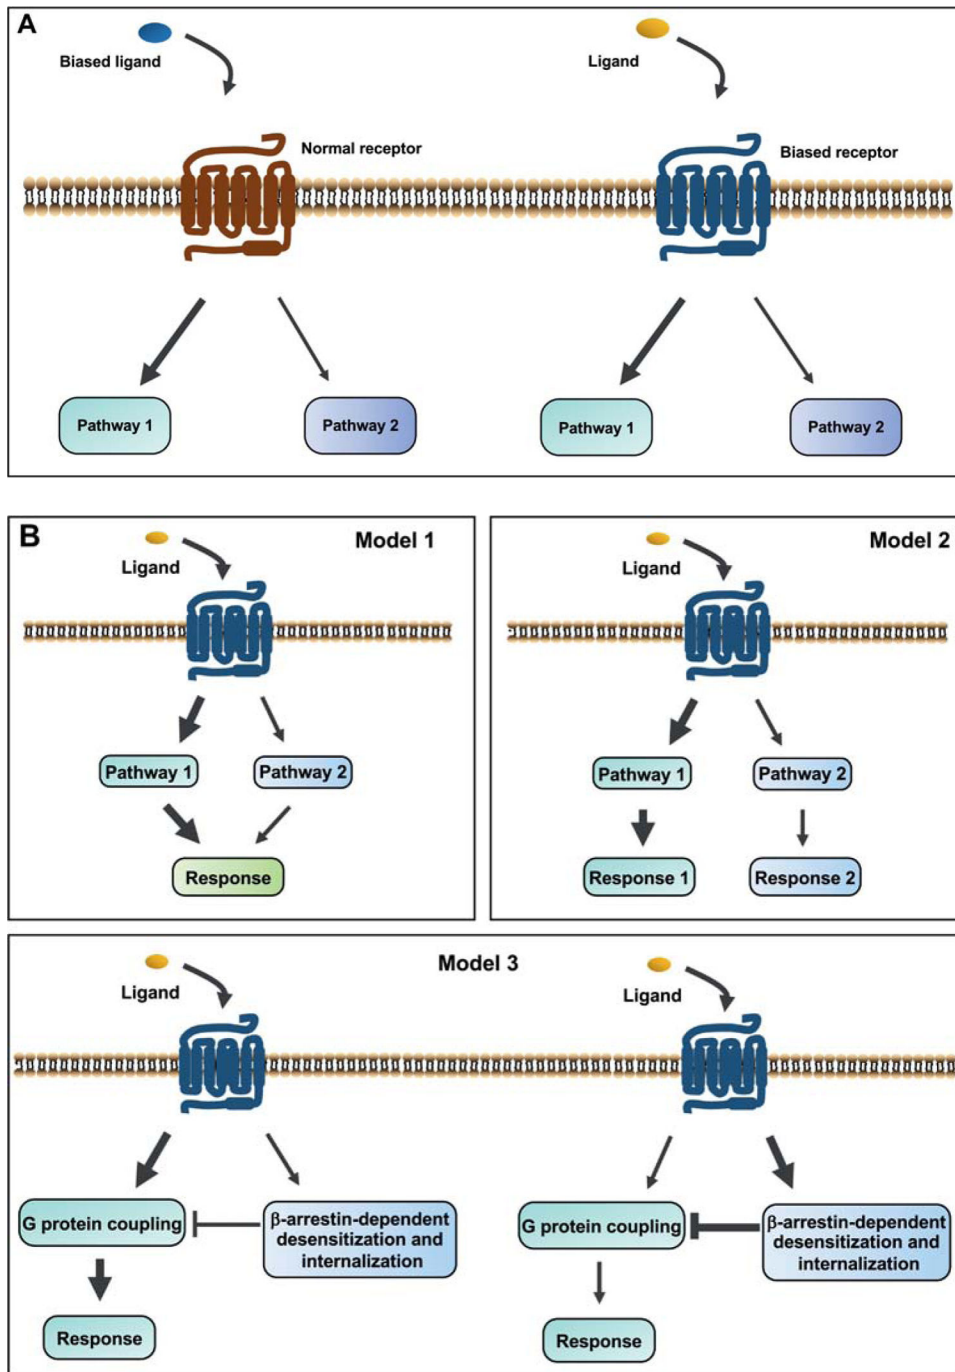 A
Biased ligand
Ligand
Normal receptor
Biased receptor
Pathway 1
Pathway 2
Pathway 1
Pathway 2
B
Model 1
Ligand
Pathway 1
Pathway 2
Response
Model 2
Ligand
Pathway 1
Pathway 2
Response 1
Response 2
Model 3
Ligand
Ligand
G protein coupling
β-arrestin-dependent
desensitization and
internalization
Response
G protein coupling
β-arrestin-dependent
desensitization and
internalization
Response